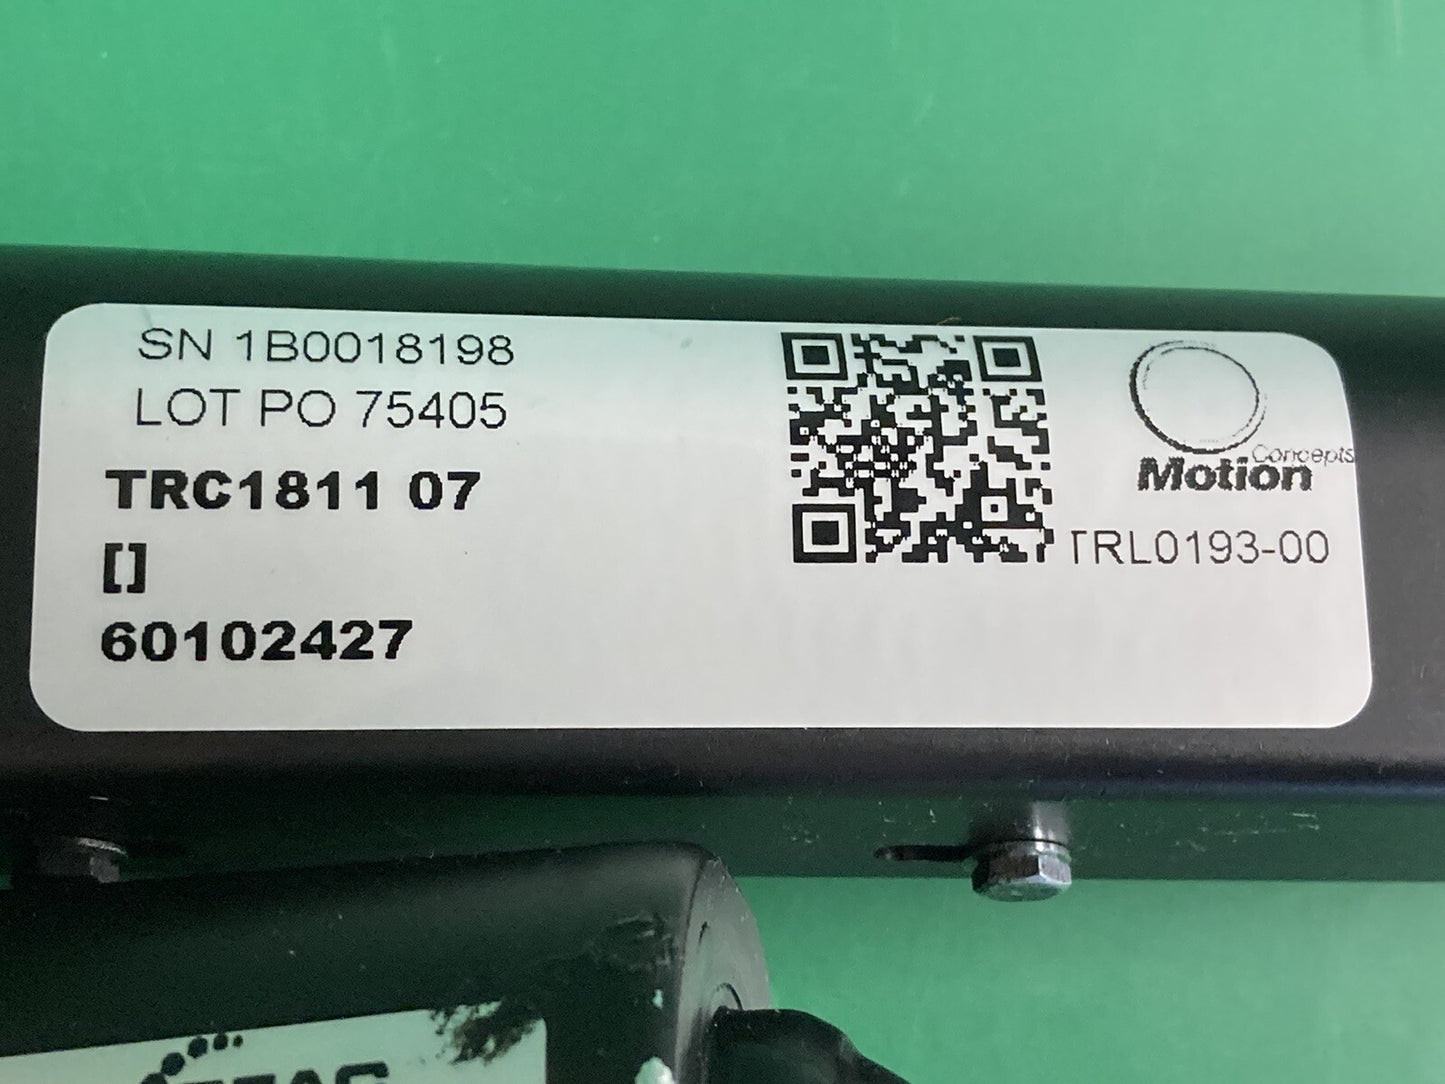 SN 1B0018198
LOT PO 75405
TRC1811 07
[]
60102427
Concepts
Motion
TRL0193-00